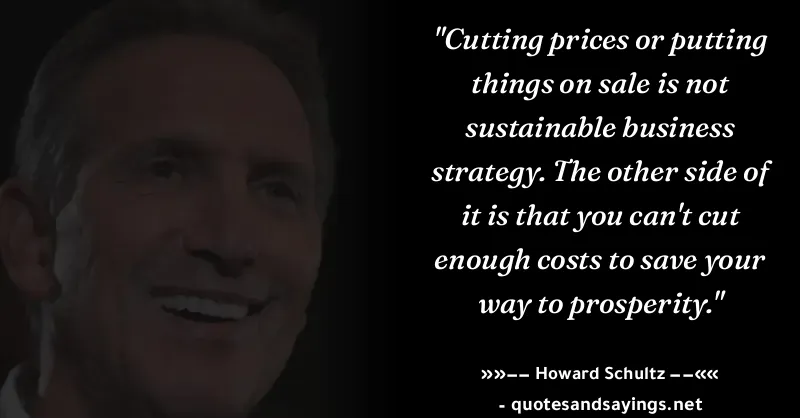 "Cutting prices or putting
things on sale is not
sustainable business
strategy. The other side of
it is that you can't cut
enough costs to save your
way to prosperity."
»»−− Howard Schultz −−««
- quotesandsayings.net